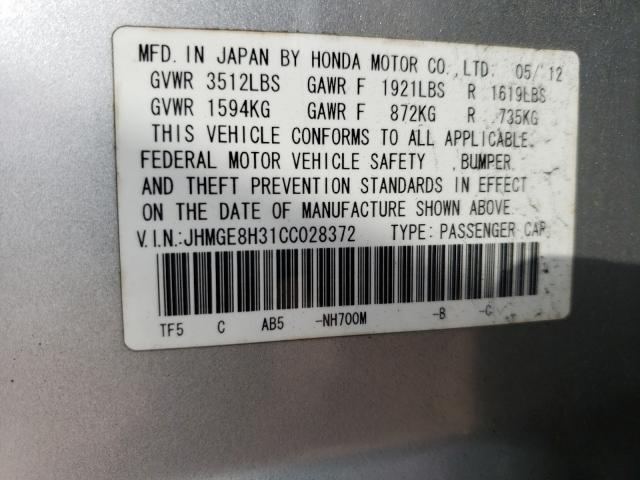 MFD. IN JAPAN BY HONDA MOTOR CO., LTD. 05/12
GVWR 3512LBS GAWR F 1921LBS R 1619LBS
GVWR 1594KG GAWR F 872KG R 735KG
THIS VEHICLE CONFORMS TO ALL APPLICABLE
FEDERAL MOTOR VEHICLE SAFETY , BUMPER
AND THEFT PREVENTION STANDARDS IN EFFECT
ON THE DATE OF MANUFACTURE SHOWN ABOVE.
V.I.N.:JHMGE8H31CC028372 TYPE: PASSENGER CAR
TF5 C AB5 -NH700M -B -C